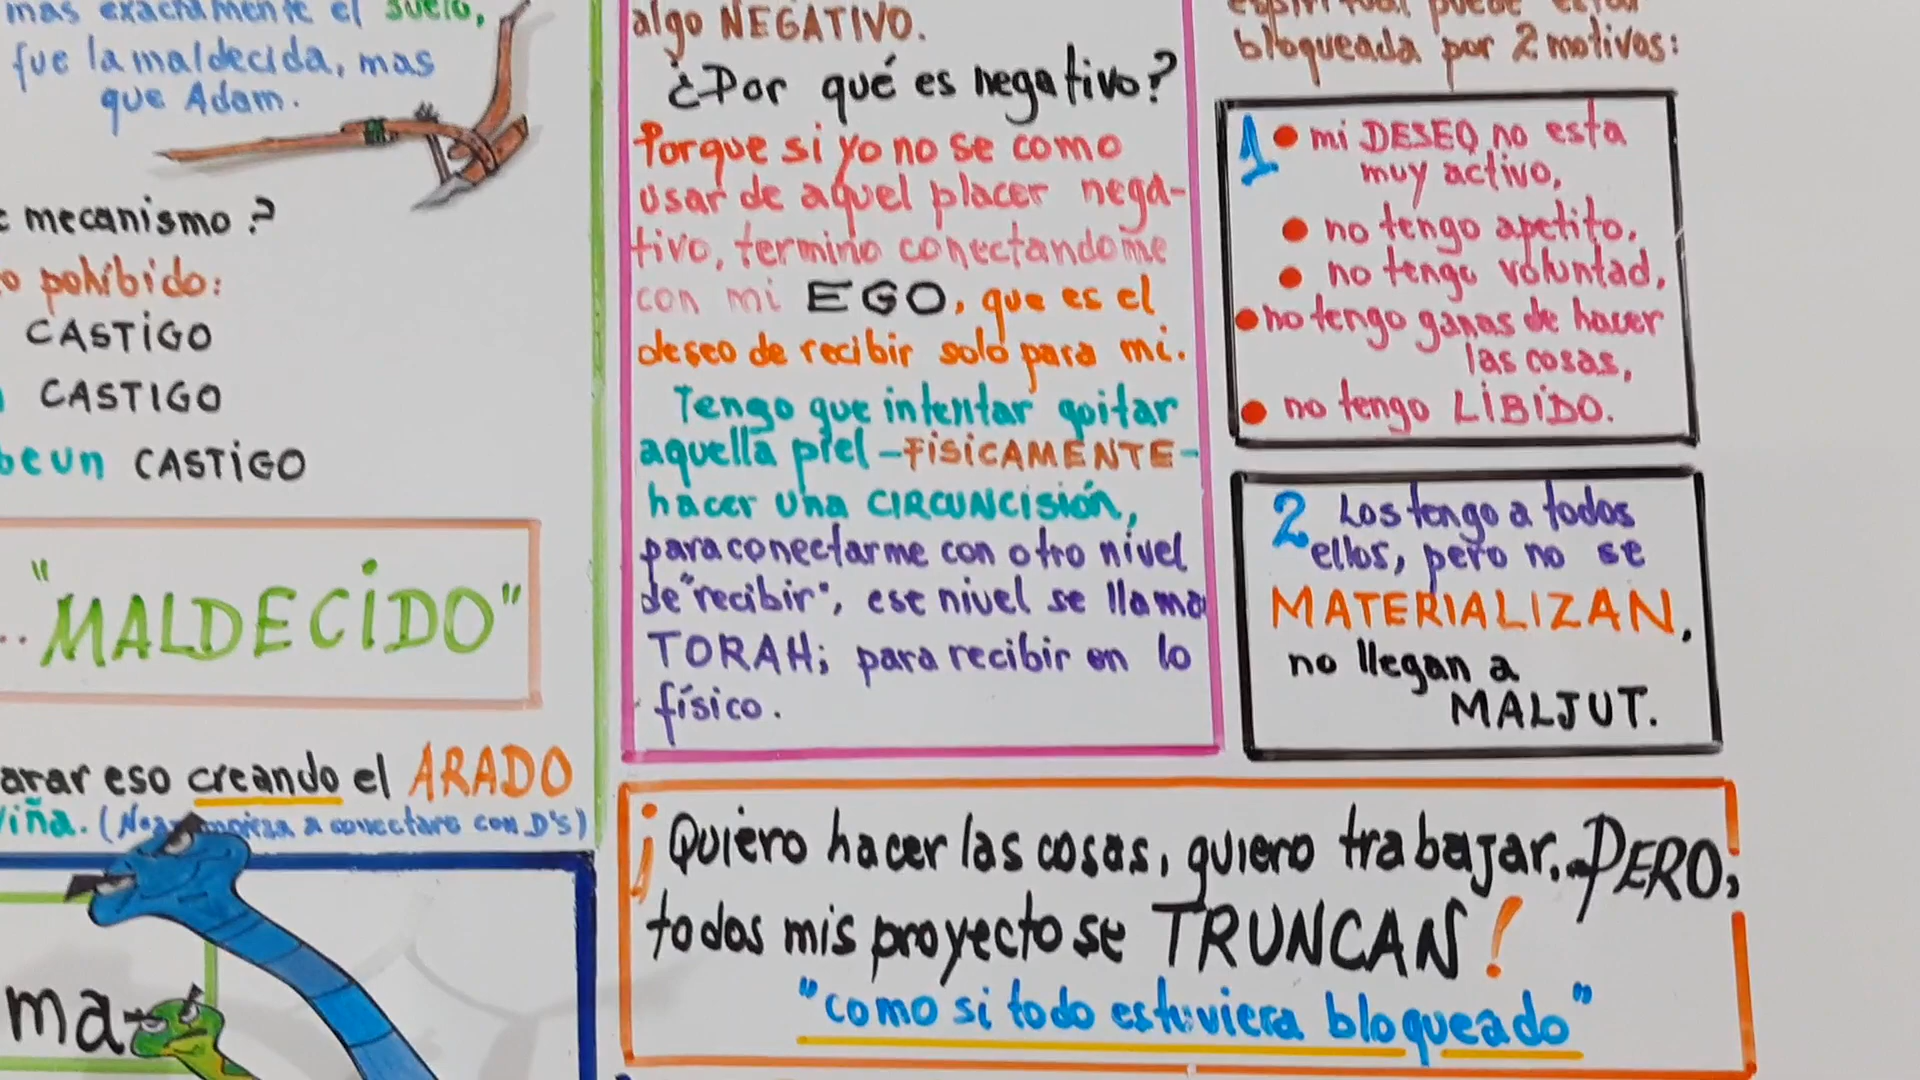 mas exactamente el suelo,
fue la maldecida, mas
que Adam.
mecanismo?
o pohibido:
CASTIGO
CASTIGO
be un CASTIGO
.. "MALDECIDO"
arar eso creando el ARADO
viña. (Noaj empieza a conectarse con D's)
ma
algo NEGATIVO.
¿Por qué es negativo?
Porque si yo no se como
usar de aquel placer nega-
tivo, termino conectandome
con mi EGO, que es el
deseo de recibir solo para mi.
Tengo que intentar quitar
aquella piel -FISICAMENTE-
hacer una CIRCUNCISIÓN,
para conectarme con otro nivel
de "recibir", ese nivel se llama
TORAH; para recibir en lo
físico.
espiritual puede estar
bloqueada por 2 motivos:
1 • mi DESEO no esta
muy activo,
• no tengo apetito.
• no tengo voluntad,
• no tengo ganas de hacer
las cosas,
• no tengo LIBIDO.
2 Los tengo a todos
ellos, pero no se
MATERIALIZAN,
no llegan a
MALJUT.
¡Quiero hacer las cosas, quiero trabajar... PERO;
todos mis proyecto se TRUNCAN!
"como si todo estuviera bloqueado"